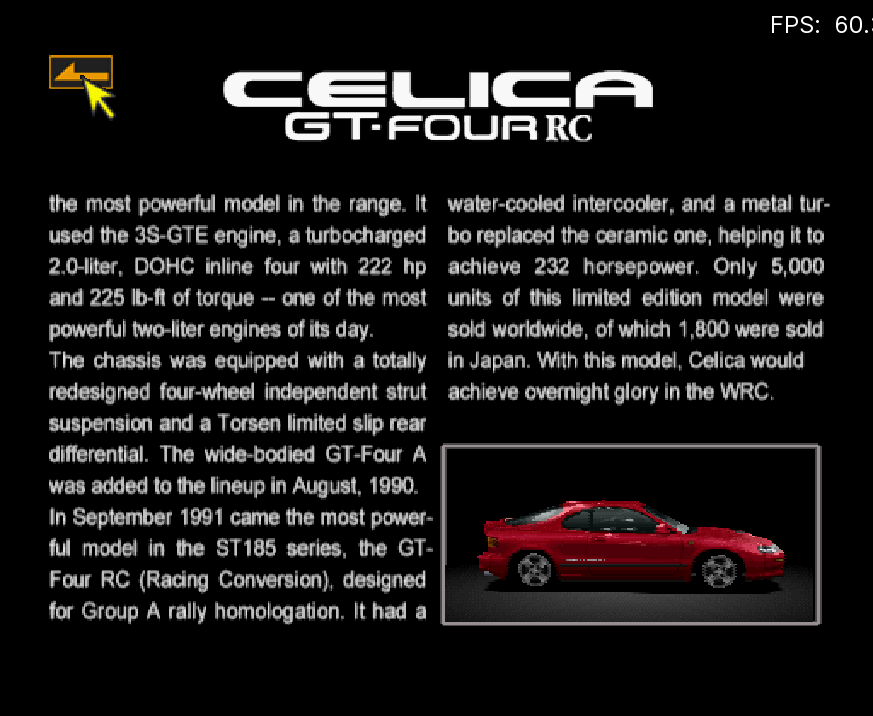 FPS: 60.
CELICA
GT-FOUR RC
the most powerful model in the range. It
used the 3S-GTE engine, a turbocharged
2.0-liter, DOHC inline four with 222 hp
and 225 lb-ft of torque -- one of the most
powerful two-liter engines of its day.
The chassis was equipped with a totally
redesigned four-wheel independent strut
suspension and a Torsen limited slip rear
differential. The wide-bodied GT-Four A
was added to the lineup in August, 1990.
In September 1991 came the most power-
ful model in the ST185 series, the GT-
Four RC (Racing Conversion), designed
for Group A rally homologation. It had a
water-cooled intercooler, and a metal tur-
bo replaced the ceramic one, helping it to
achieve 232 horsepower. Only 5,000
units of this limited edition model were
sold worldwide, of which 1,800 were sold
in Japan. With this model, Celica would
achieve overnight glory in the WRC.